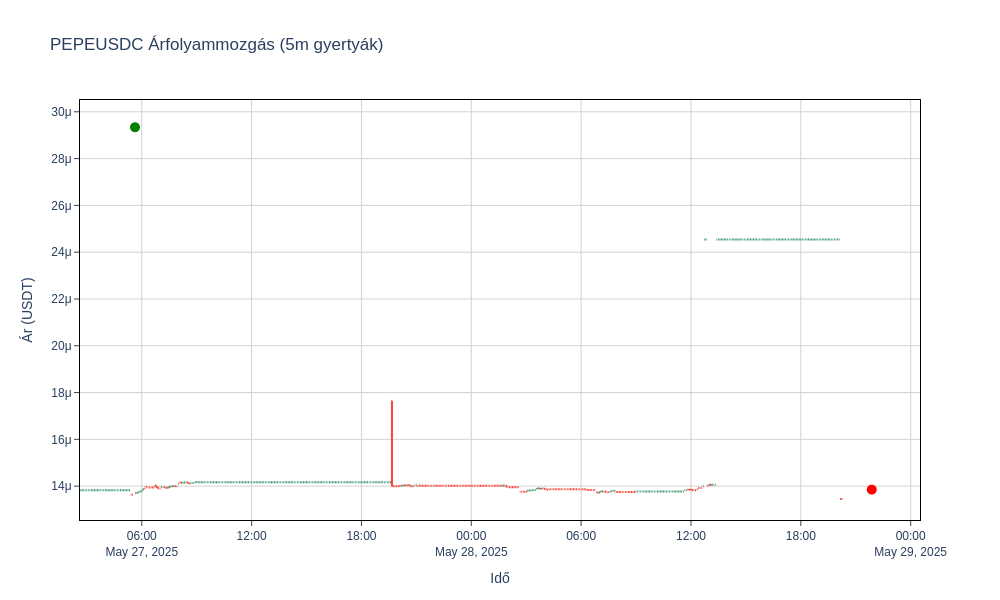 PEPEUSDC Árfolyammozgás (5m gyertyák)
30μ
28μ
26μ
24μ
22μ
20μ
18μ
16μ
14μ
Ár (USDT)
06:00
May 27, 2025
12:00
18:00
00:00
May 28, 2025
06:00
12:00
18:00
00:00
May 29, 2025
Idő